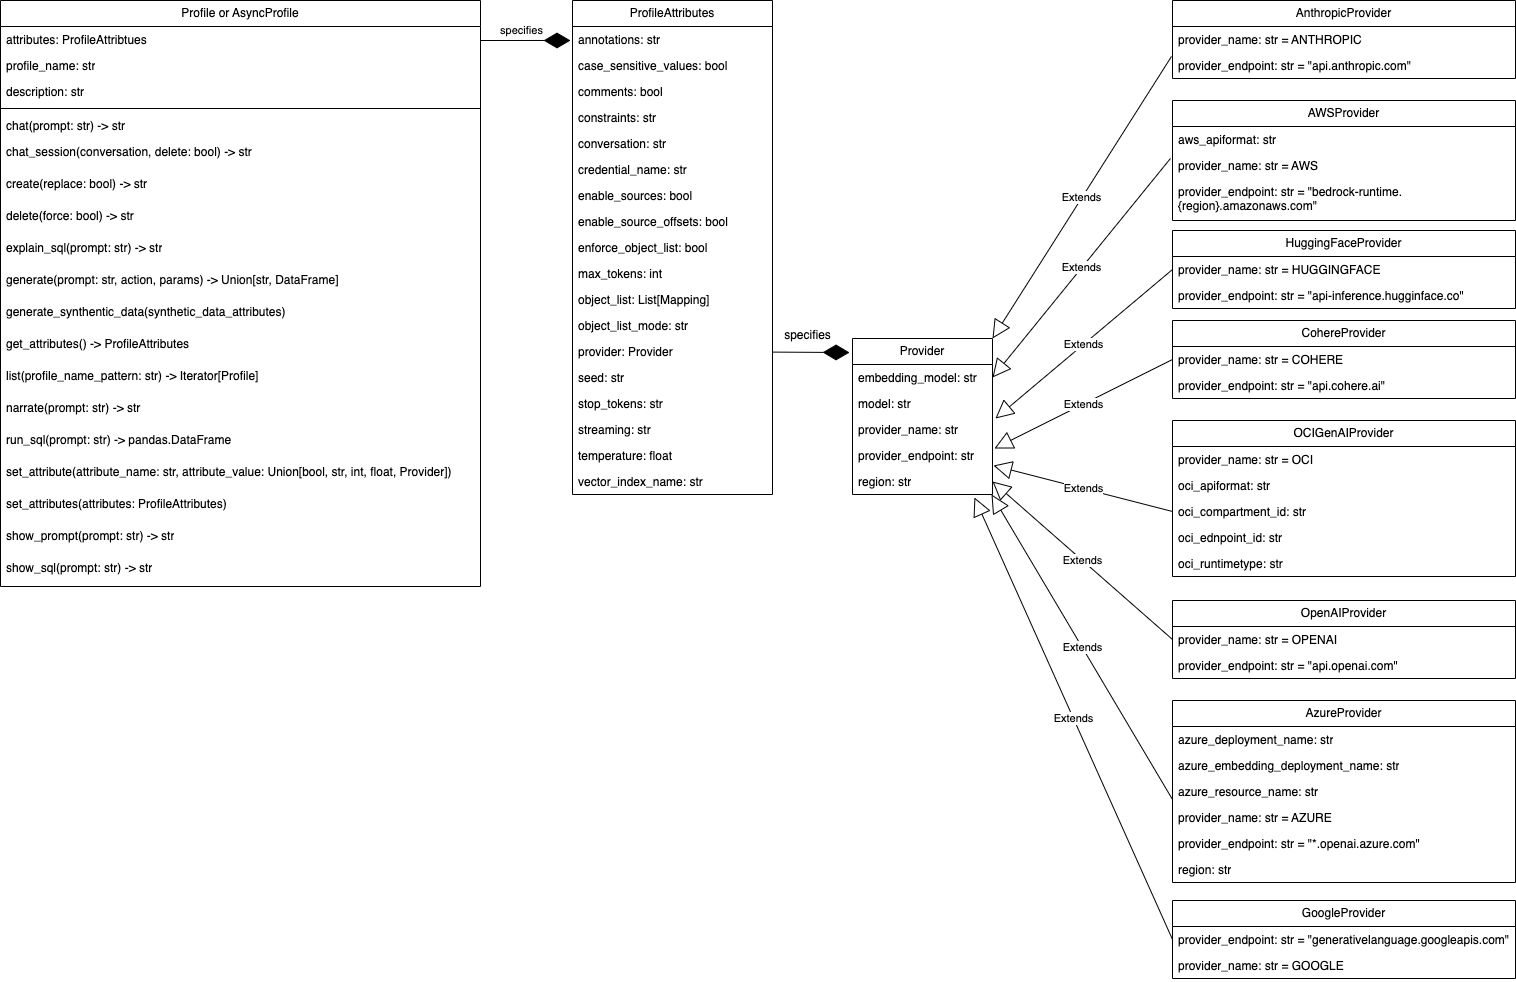 Profile or AsyncProfile
attributes: ProfileAttribtues
profile_name: str
description: str
chat(prompt: str) -> str
chat_session(conversation, delete: bool) -> str
create(replace: bool) -> str
delete(force: bool) -> str
explain_sql(prompt: str) -> str
generate(prompt: str, action, params) -> Union[str, DataFrame]
generate_synthentic_data(synthetic_data_attributes)
get_attributes() -> ProfileAttributes
list(profile_name_pattern: str) -> Iterator[Profile]
narrate(prompt: str) -> str
run_sql(prompt: str) -> pandas.DataFrame
set_attribute(attribute_name: str, attribute_value: Union[bool, str, int, float, Provider])
set_attributes(attributes: ProfileAttributes)
show_prompt(prompt: str) -> str
show_sql(prompt: str) -> str
specifies
ProfileAttributes
annotations: str
case_sensitive_values: bool
comments: bool
constraints: str
conversation: str
credential_name: str
enable_sources: bool
enable_source_offsets: bool
enforce_object_list: bool
max_tokens: int
object_list: List[Mapping]
object_list_mode: str
provider: Provider
seed: str
stop_tokens: str
streaming: str
temperature: float
vector_index_name: str
specifies
Provider
embedding_model: str
model: str
provider_name: str
provider_endpoint: str
region: str
Extends
Extends
Extends
Extends
Extends
Extends
Extends
Extends
AnthropicProvider
provider_name: str = ANTHROPIC
provider_endpoint: str = "api.anthropic.com"
AWSProvider
aws_apiformat: str
provider_name: str = AWS
provider_endpoint: str = "bedrock-runtime.
{region}.amazonaws.com"
HuggingFaceProvider
provider_name: str = HUGGINGFACE
provider_endpoint: str = "api-inference.hugginface.co"
CohereProvider
provider_name: str = COHERE
provider_endpoint: str = "api.cohere.ai"
OCIGenAIProvider
provider_name: str = OCI
oci_apiformat: str
oci_compartment_id: str
oci_ednpoint_id: str
oci_runtimetype: str
OpenAIProvider
provider_name: str = OPENAI
provider_endpoint: str = "api.openai.com"
AzureProvider
azure_deployment_name: str
azure_embedding_deployment_name: str
azure_resource_name: str
provider_name: str = AZURE
provider_endpoint: str = "*.openai.azure.com"
region: str
GoogleProvider
provider_endpoint: str = "generativelanguage.googleapis.com"
provider_name: str = GOOGLE